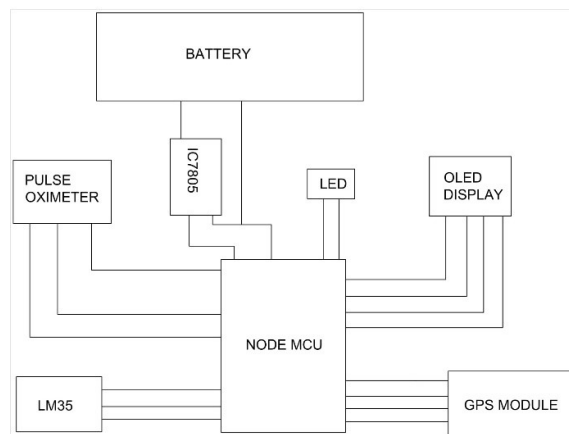 BATTERY
IC7805
PULSE
OXIMETER
LED
OLED
DISPLAY
NODE MCU
LM35
GPS MODULE